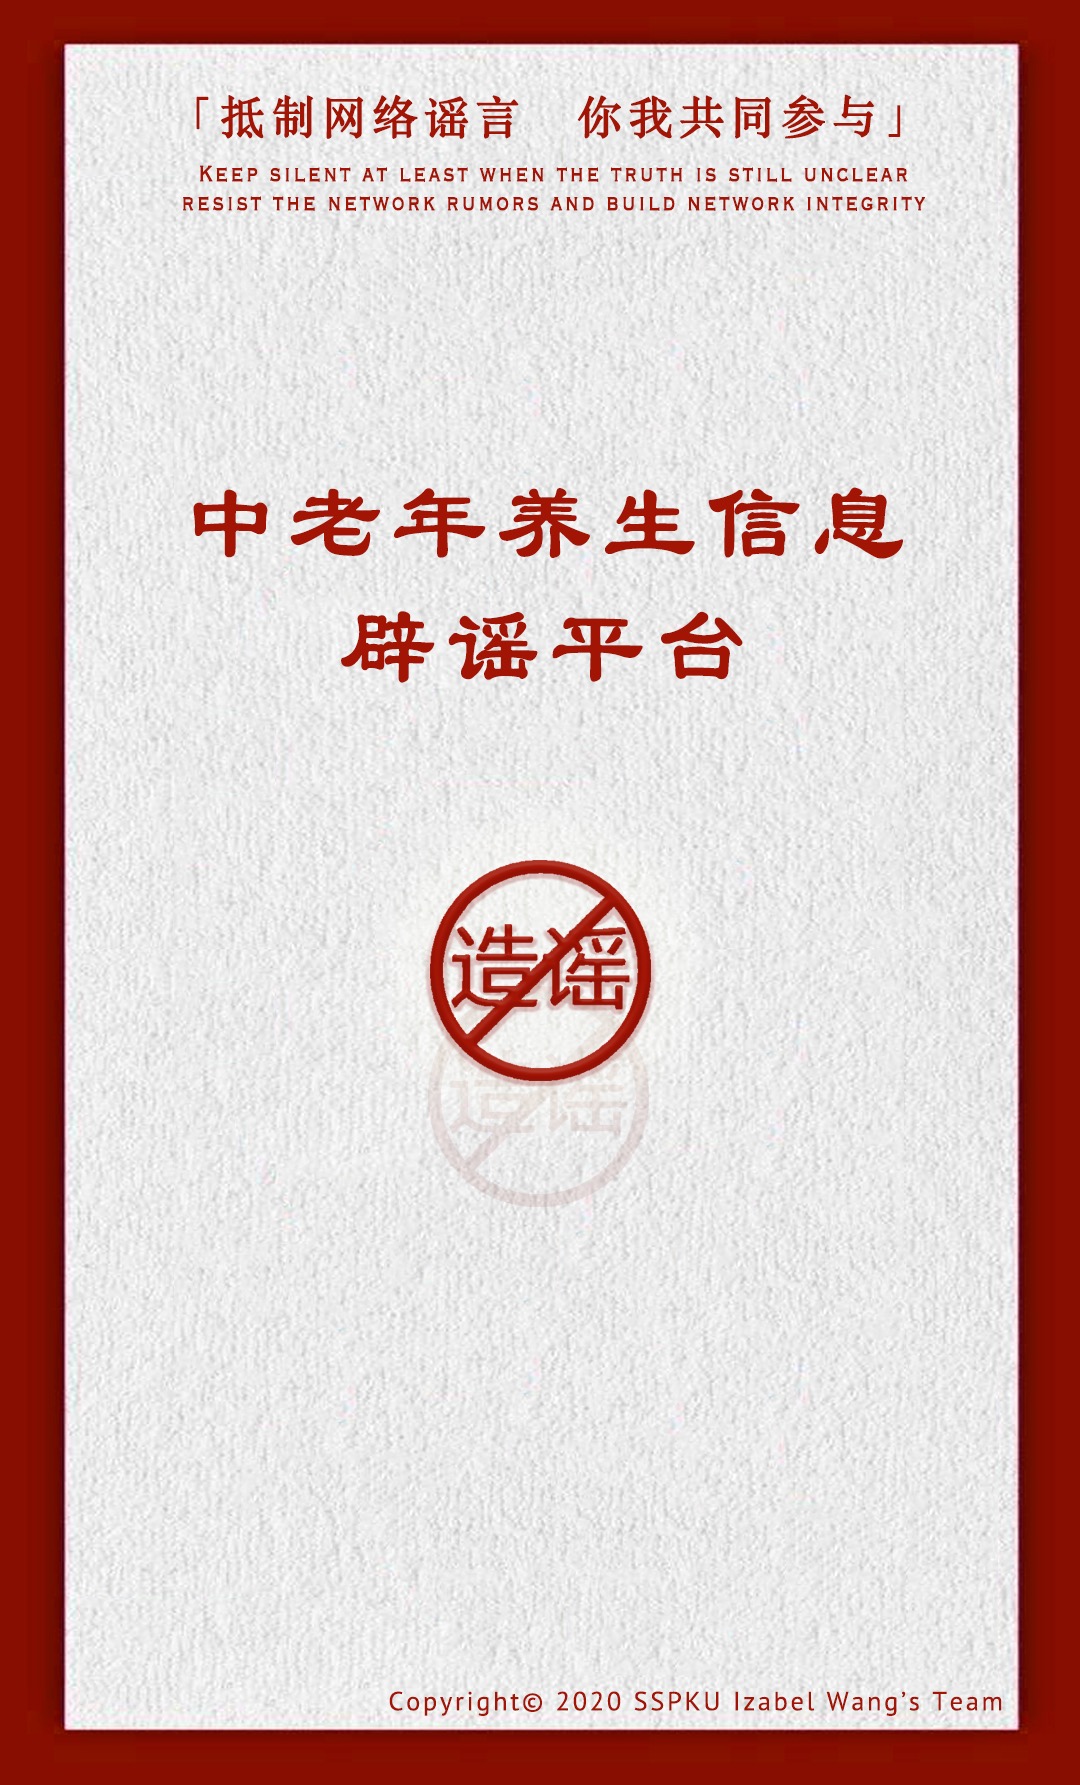 「抵制网络谣言　你我共同参与」
Keep silent at least when the truth is still unclear
resist the network rumors and build network integrity
中老年养生信息
辟谣平台
造谣
造谣
Copyright© 2020 SSPKU Izabel Wang's Team